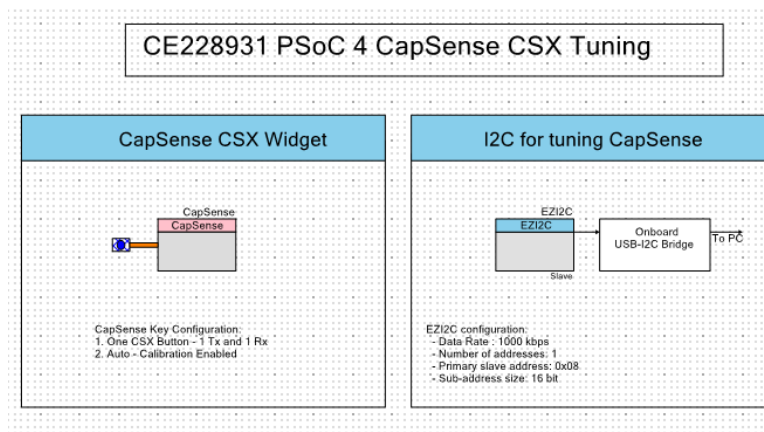 CE228931 PSoC 4 CapSense CSX Tuning
CapSense CSX Widget
CapSense
CapSense
CapSense Key Configuration:
1. One CSX Button - 1 Tx and 1 Rx
2. Auto - Calibration Enabled
I2C for tuning CapSense
EZI2C
EZI2C
Slave
Onboard
USB-I2C Bridge
To PC
EZI2C configuration:
- Data Rate : 1000 kbps
- Number of addresses: 1
- Primary slave address: 0x08
- Sub-address size: 16 bit